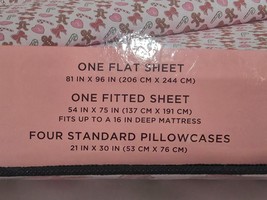 ONE FLAT SHEET
81 IN X 96 IN (206 CM X 244 CM)
ONE FITTED SHEET
54 IN X 75 IN (137 CM X 191 CM)
FITS UP TO A 16 IN DEEP MATTRESS
FOUR STANDARD PILLOWCASES
21 IN X 30 IN (53 CM X 76 CM)